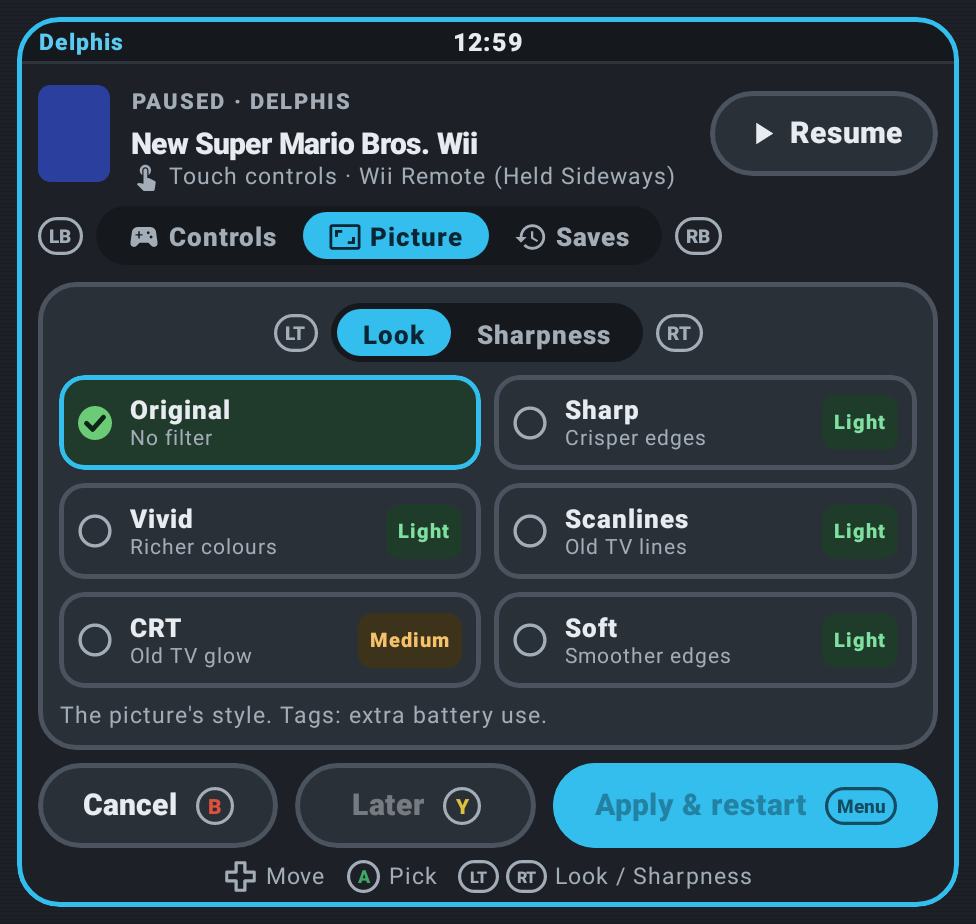 Delphis
12:59
PAUSED · DELPHIS
New Super Mario Bros. Wii
Touch controls · Wii Remote (Held Sideways)
Resume
LB
Controls
Picture
Saves
RB
LT
Look
Sharpness
RT
Original
No filter
Sharp
Crisper edges
Light
Vivid
Richer colours
Light
Scanlines
Old TV lines
Light
CRT
Old TV glow
Medium
Soft
Smoother edges
Light
The picture's style. Tags: extra battery use.
Cancel B
Later Y
Apply & restart Menu
Move A Pick LT RT Look / Sharpness